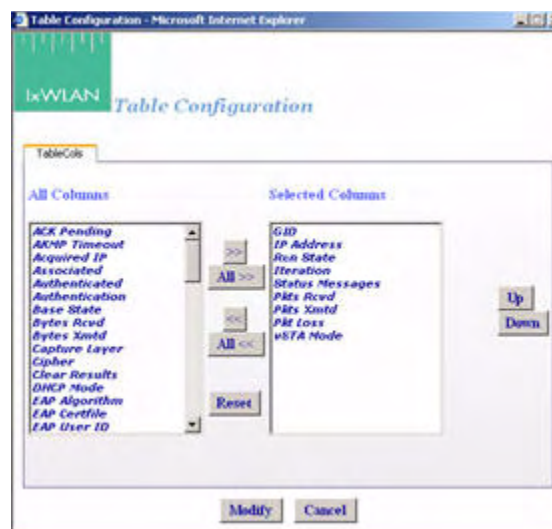 Table Configuration - Microsoft Internet Explorer
IxWLAN
Table Configuration
TableCols
All Columns
ACK Pending
AKMP Timeout
Acquired IP
Associated
Authenticated
Authentication
Base State
Bytes Rcvd
Bytes Xmtd
Capture Layer
Cipher
Clear Results
DHCP Mode
EAP Algorithm
EAP Certfile
EAP User ID
>>
All >>
<<
All <<
Reset
Selected Columns
GID
IP Address
Run State
Iteration
Status Messages
Pkts Rcvd
Pkts Xmtd
Pkt Loss
vSTA Mode
Up
Down
Modify
Cancel